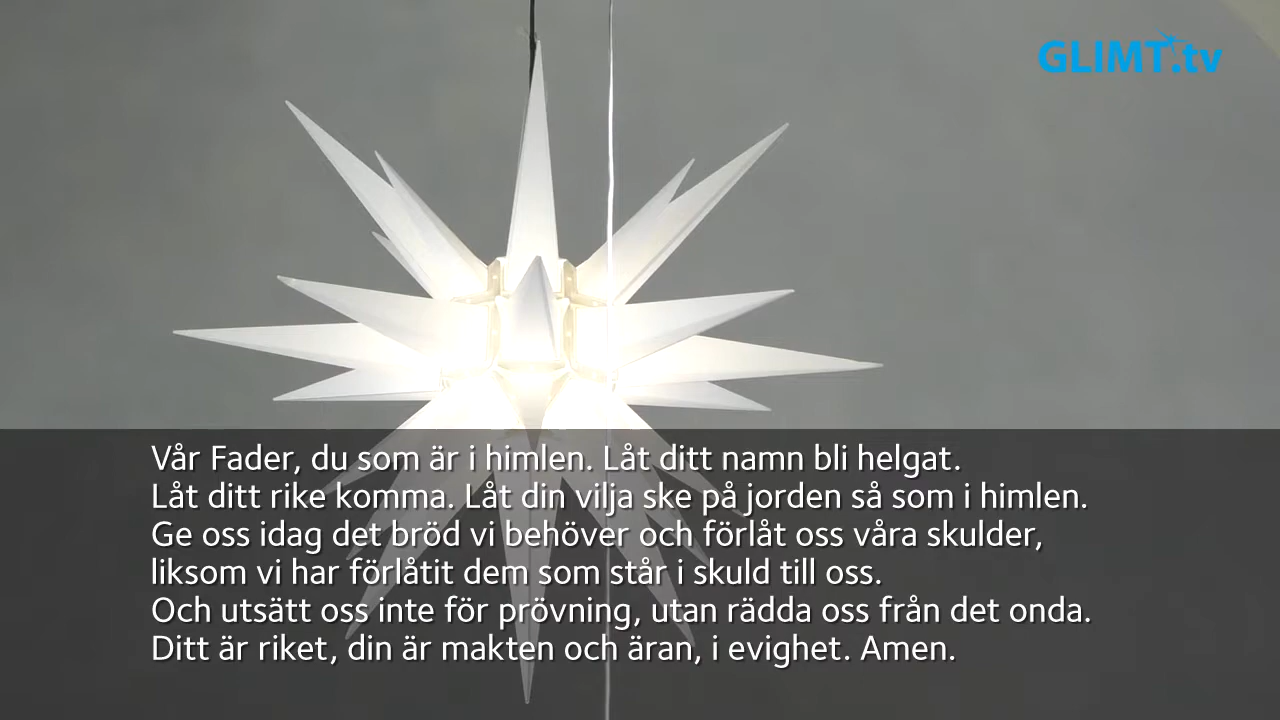 GLIMT.tv
Vår Fader, du som är i himlen. Låt ditt namn bli helgat.
Låt ditt rike komma. Låt din vilja ske på jorden så som i himlen.
Ge oss idag det bröd vi behöver och förlåt oss våra skulder,
liksom vi har förlåtit dem som står i skuld till oss.
Och utsätt oss inte för prövning, utan rädda oss från det onda.
Ditt är riket, din är makten och äran, i evighet. Amen.